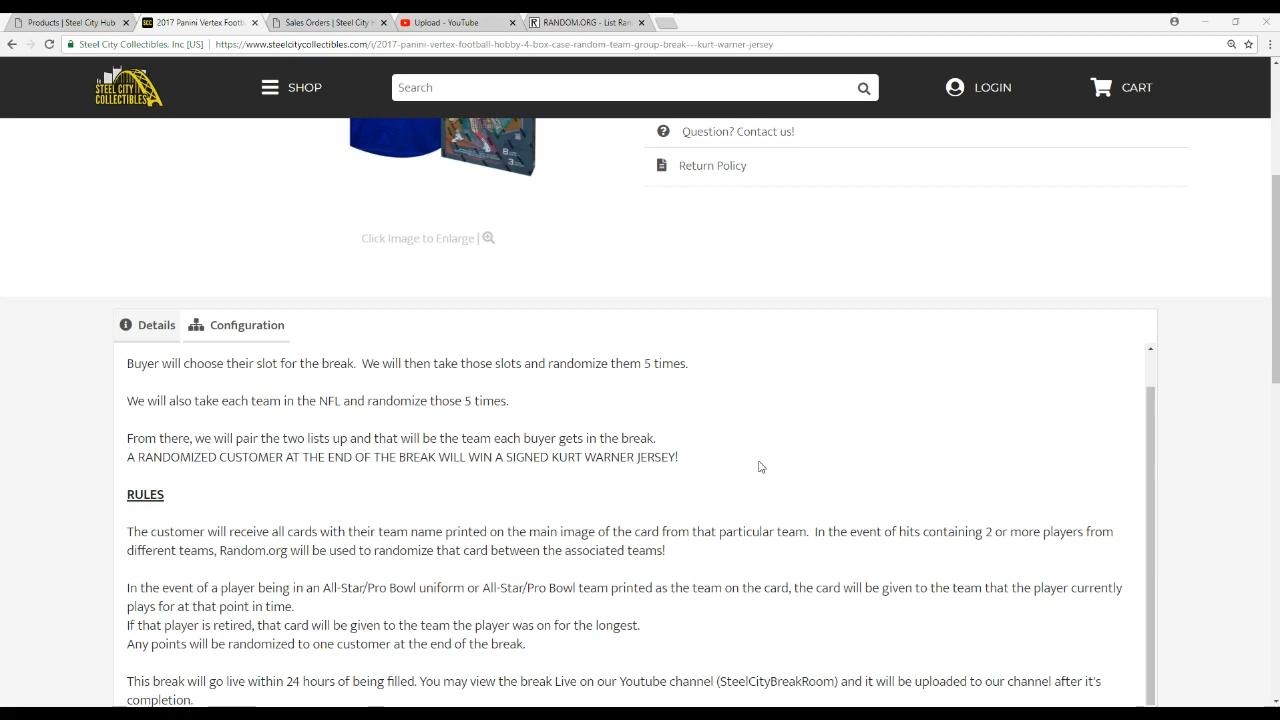 Products | Steel City Hub
2017 Panini Vertex Footb
Sales Orders | Steel City H
Upload - YouTube
RANDOM.ORG - List Ran
Steel City Collectibles, Inc [US]
https://www.steelcitycollectibles.com/i/2017-panini-vertex-football-hobby-4-box-case-random-team-group-break---kurt-warner-jersey
STEEL CITY
COLLECTIBLES
SHOP
Search
LOGIN
CART
Question? Contact us!
Return Policy
Click Image to Enlarge |
Details
Configuration
Buyer will choose their slot for the break. We will then take those slots and randomize them 5 times.
We will also take each team in the NFL and randomize those 5 times.
From there, we will pair the two lists up and that will be the team each buyer gets in the break.
A RANDOMIZED CUSTOMER AT THE END OF THE BREAK WILL WIN A SIGNED KURT WARNER JERSEY!
RULES
The customer will receive all cards with their team name printed on the main image of the card from that particular team. In the event of hits containing 2 or more players from
different teams, Random.org will be used to randomize that card between the associated teams!
In the event of a player being in an All-Star/Pro Bowl uniform or All-Star/Pro Bowl team printed as the team on the card, the card will be given to the team that the player currently
plays for at that point in time.
If that player is retired, that card will be given to the team the player was on for the longest.
Any points will be randomized to one customer at the end of the break.
This break will go live within 24 hours of being filled. You may view the break Live on our Youtube channel (SteelCityBreakRoom) and it will be uploaded to our channel after it's
completion.